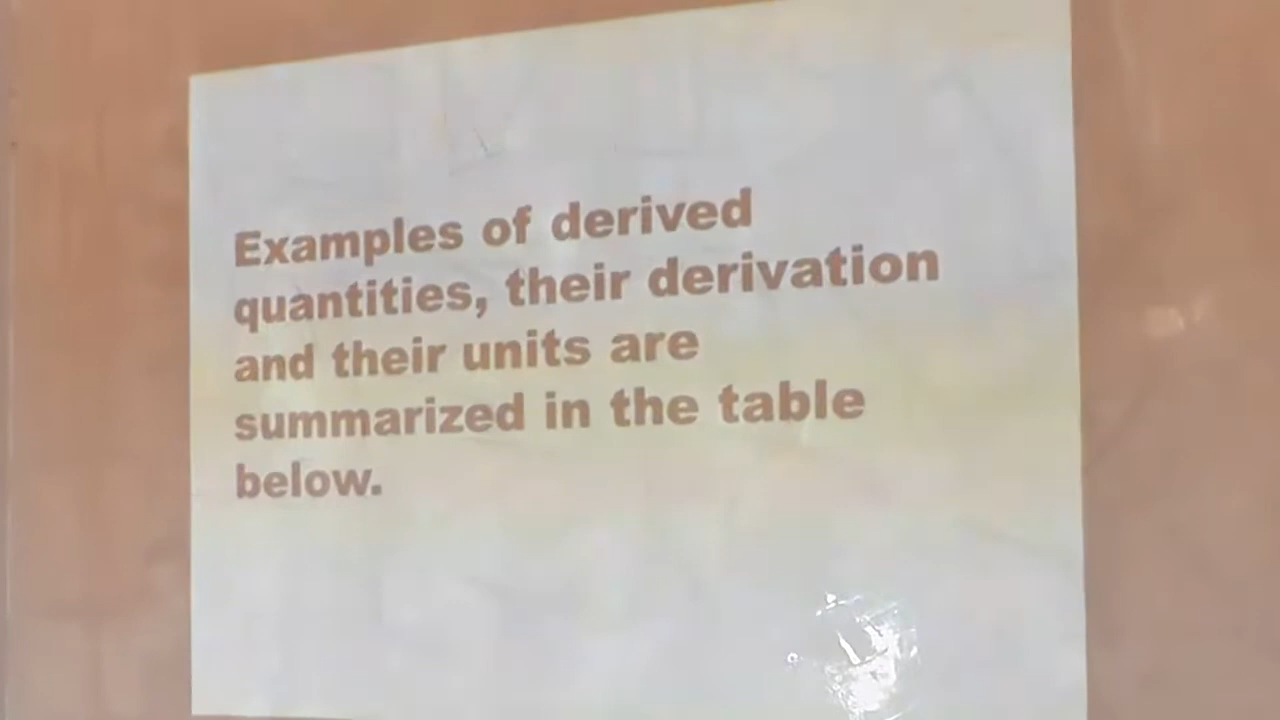 Examples of derived
quantities, their derivation
and their units are
summarized in the table
below.